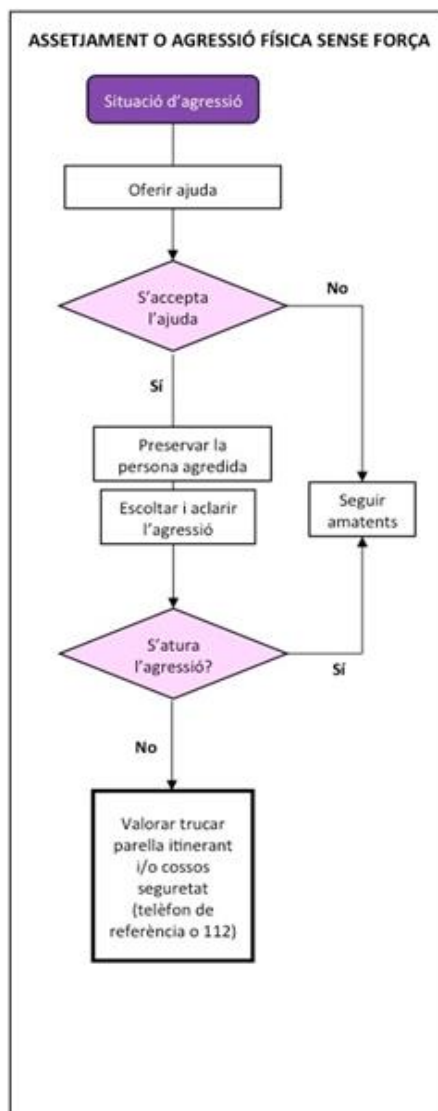 ASSETJAMENT O AGRESSIÓ FÍSICA SENSE FORÇA
Situació d'agressió
Oferir ajuda
S'accepta
l'ajuda
No
Sí
Preservar la
persona agredida
Escoltar i aclarir
l'agressió
Seguir
amatents
S'atura
l'agressió?
Sí
No
Valorar trucar
parella itinerant
i/o cossos
seguretat
(telèfon de
referència o 112)